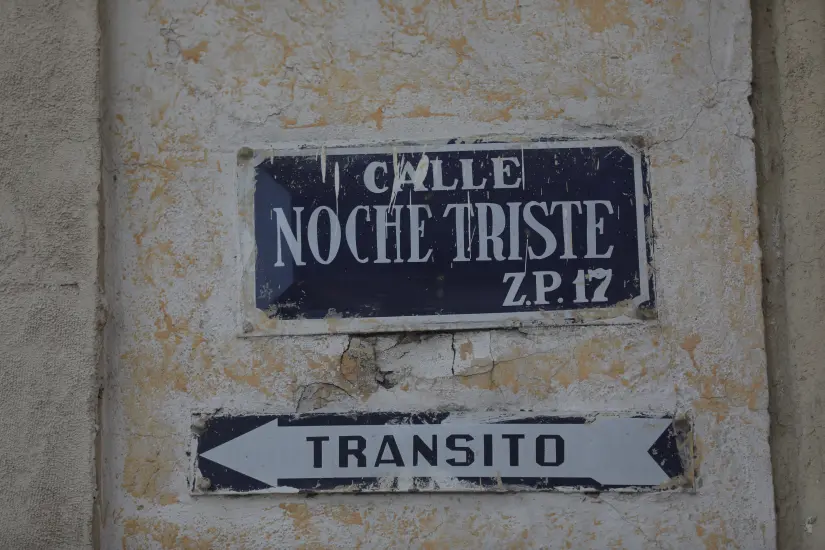 CALLE
NOCHE TRISTE
Z.P. 17
TRANSITO